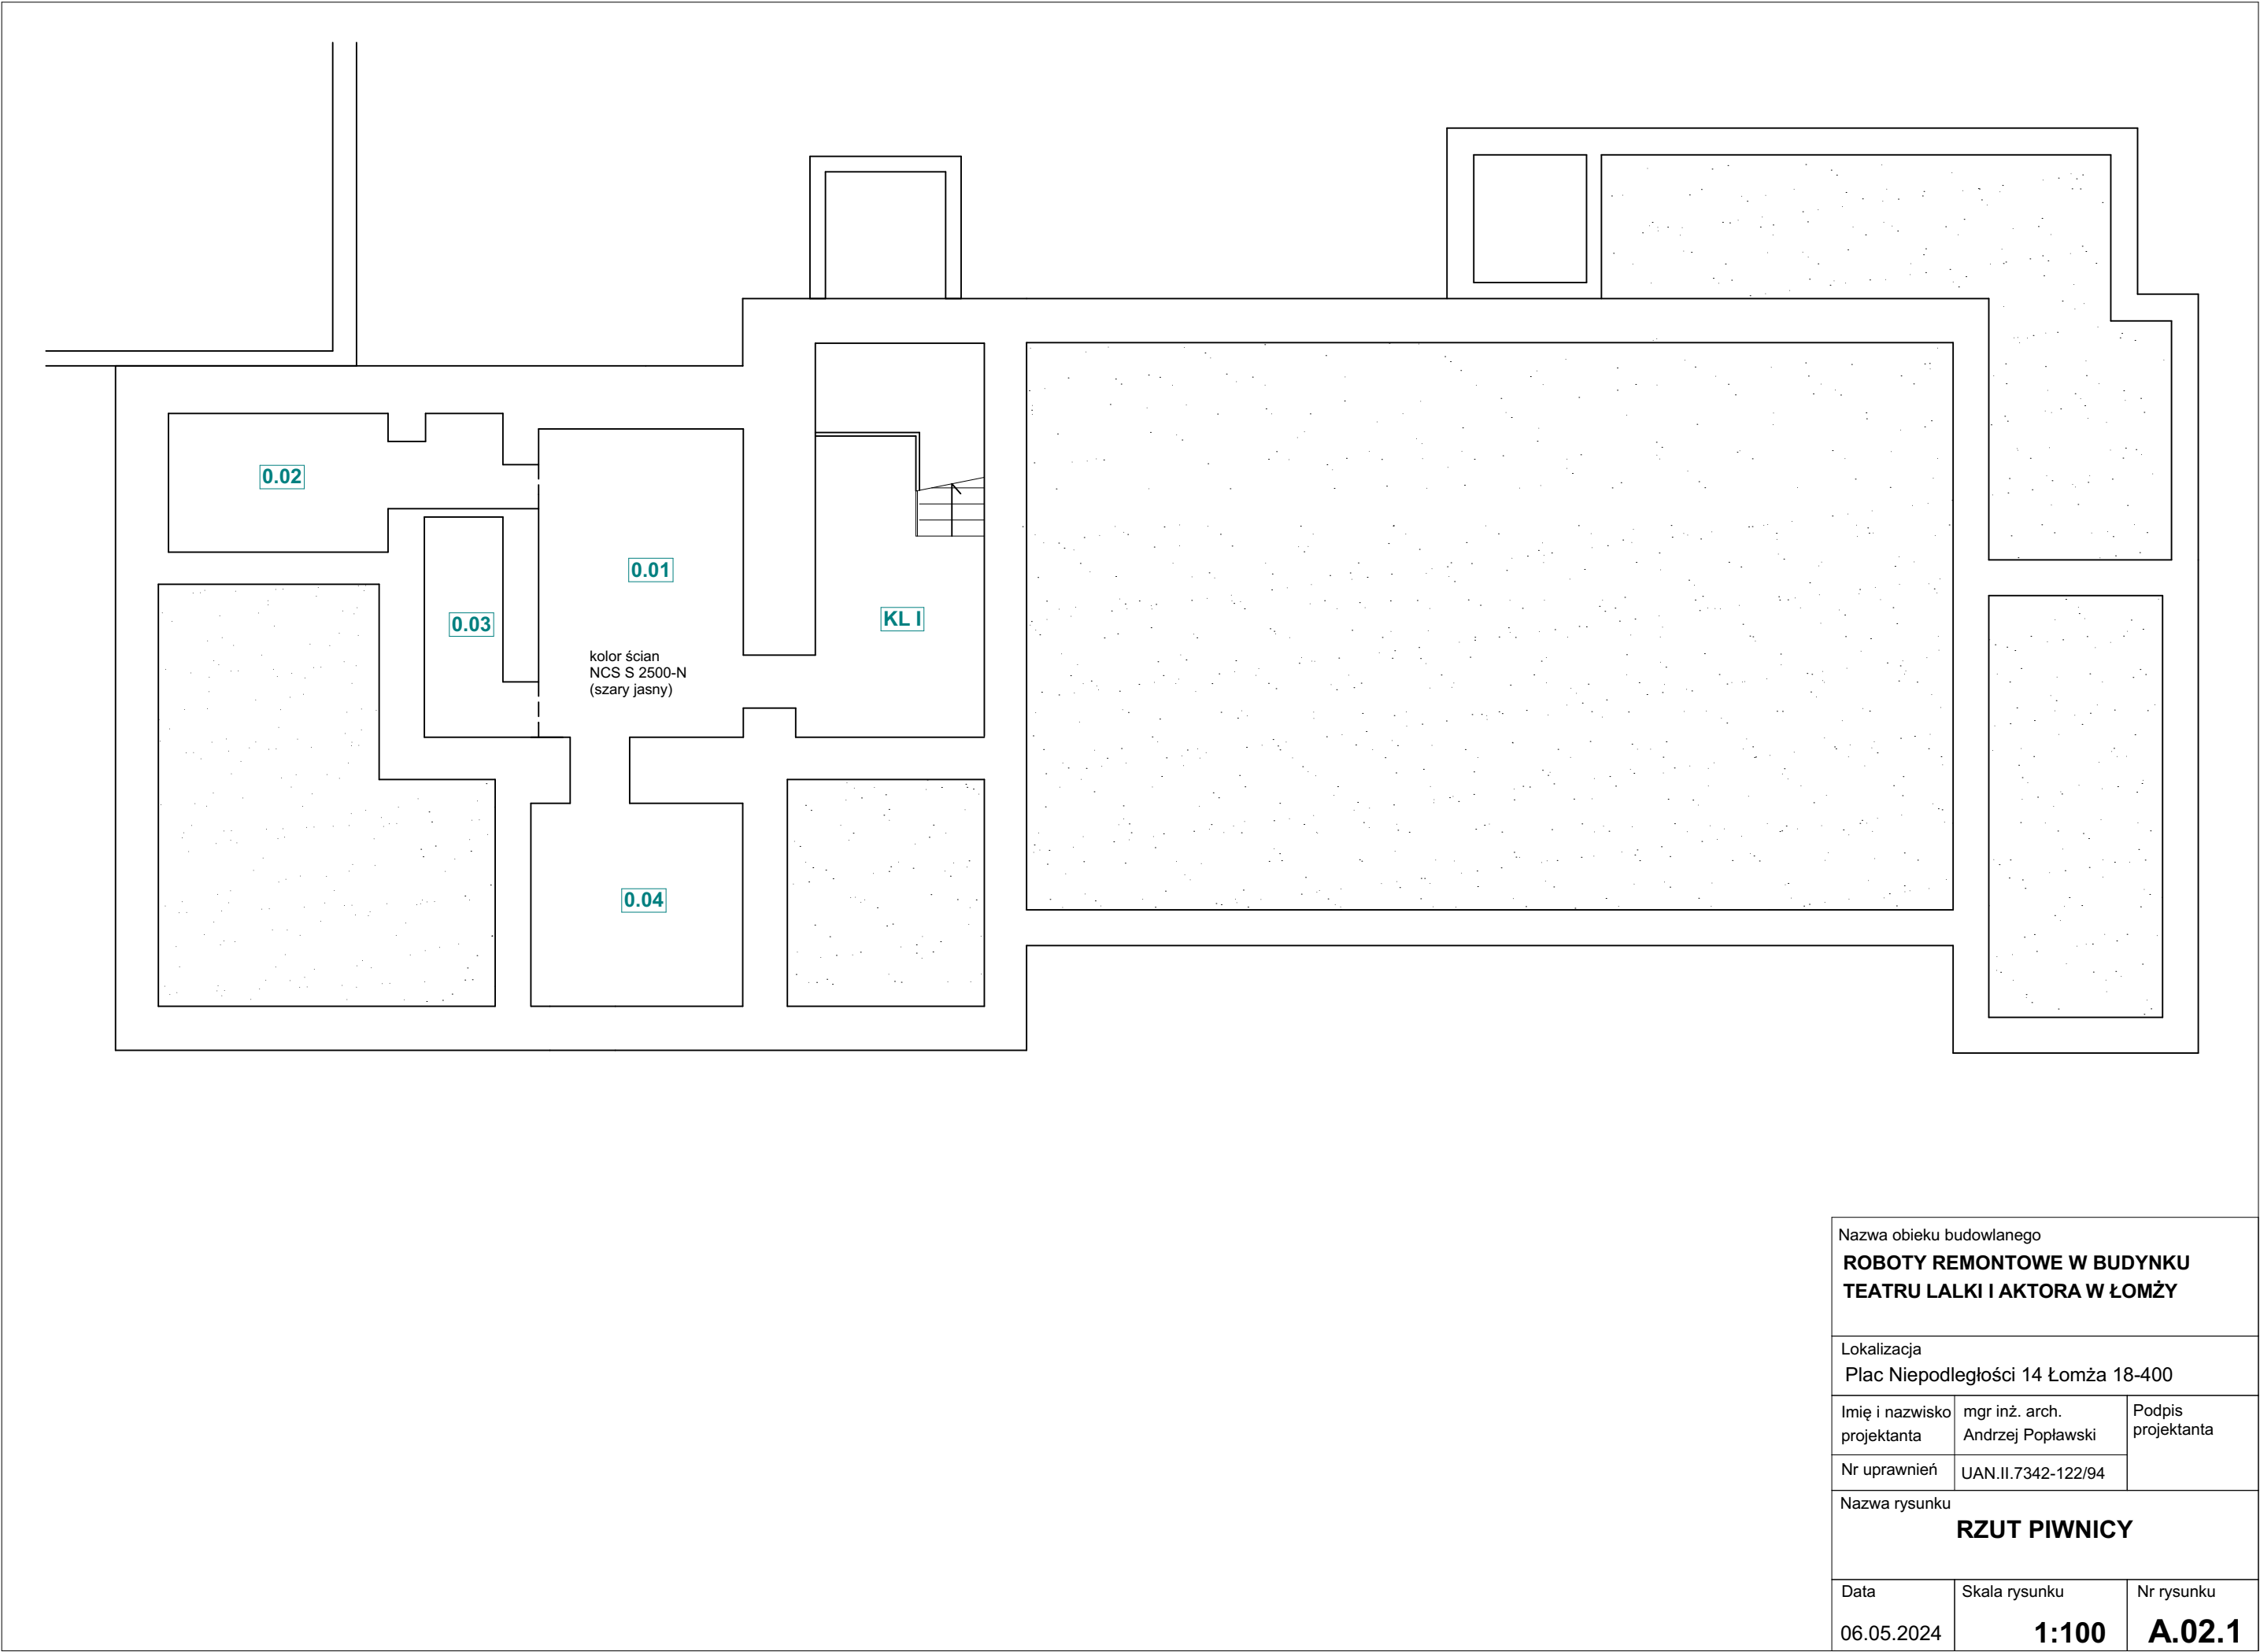 0.02
0.01
0.03
KL I
kolor ścian
NCS S 2500-N
(szary jasny)
0.04
Nazwa obieku budowlanego
ROBOTY REMONTOWE W BUDYNKU
TEATRU LALKI I AKTORA W ŁOMŻY
Lokalizacja
Plac Niepodległości 14 Łomża 18-400
Imię i nazwisko
projektanta
mgr inż. arch.
Andrzej Popławski
Podpis
projektanta
Nr uprawnień
UAN.II.7342-122/94
Nazwa rysunku
RZUT PIWNICY
Data
06.05.2024
Skala rysunku
1:100
Nr rysunku
A.02.1